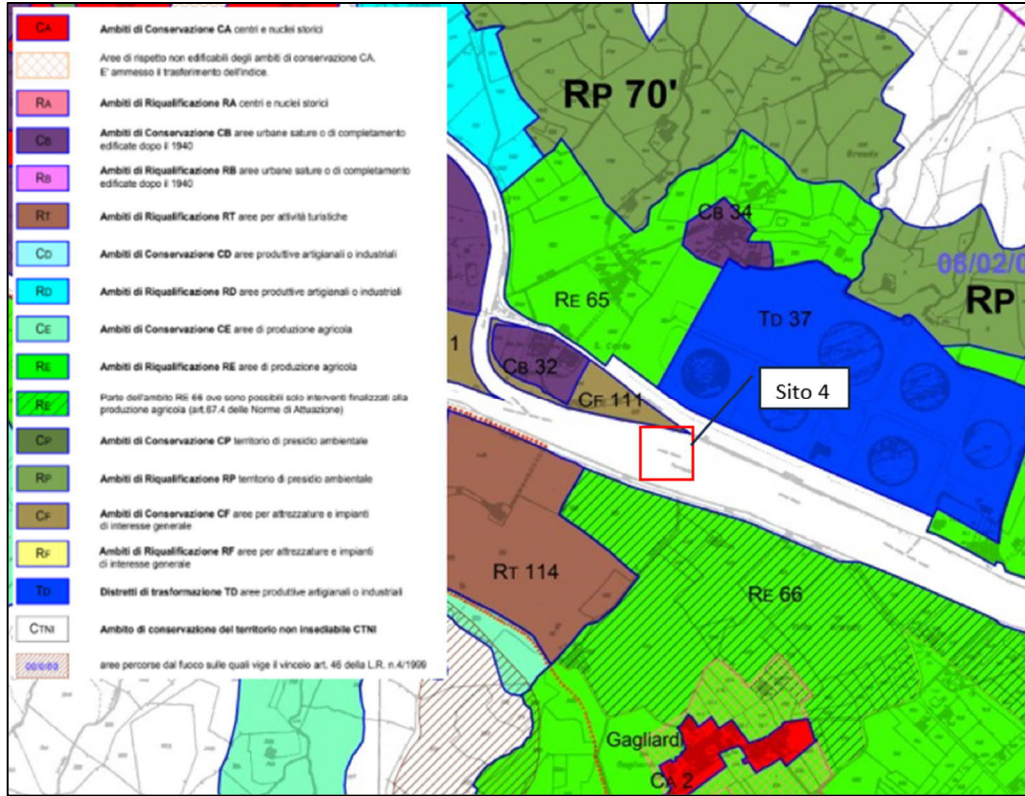 CA
Ambiti di Conservazione CA centri e nuclei storici
Aree di rispetto non edificabili degli ambiti di conservazione CA.
E' ammesso il trasferimento dell'indice.
RA
Ambiti di Riqualificazione RA centri e nuclei storici
CB
Ambiti di Conservazione CB aree urbane sature o di completamento
edificate dopo il 1940
RB
Ambiti di Riqualificazione RB aree urbane sature o di completamento
edificate dopo il 1940
RT
Ambiti di Riqualificazione RT aree per attività turistiche
CD
Ambiti di Conservazione CD aree produttive artigianali o industriali
RD
Ambiti di Riqualificazione RD aree produttive artigianali o industriali
CE
Ambiti di Conservazione CE aree di produzione agricola
RE
Ambiti di Riqualificazione RE aree di produzione agricola
RE
Parte dell'ambito RE 66 ove sono possibili solo interventi finalizzati alla
produzione agricola (art.67.4 delle Norme di Attuazione)
CP
Ambiti di Conservazione CP territorio di presidio ambientale
RP
Ambiti di Riqualificazione RP territorio di presidio ambientale
CF
Ambiti di Conservazione CF aree per attrezzature e impianti
di interesse generale
RF
Ambiti di Riqualificazione RF aree per attrezzature e impianti
di interesse generale
TD
Distretti di trasformazione TD aree produttive artigianali o industriali
CTNI
Ambito di conservazione del territorio non insediabile CTNI
aree percorse dal fuoco sulle quali vige il vincolo art. 46 della L.R. n.4/1999
RP 70'
CB 34
08/02/0
RP
RE 65
TD 37
1
CB 32
Sito 4
CF 111
RT 114
RE 66
Gagliardi
CA 2